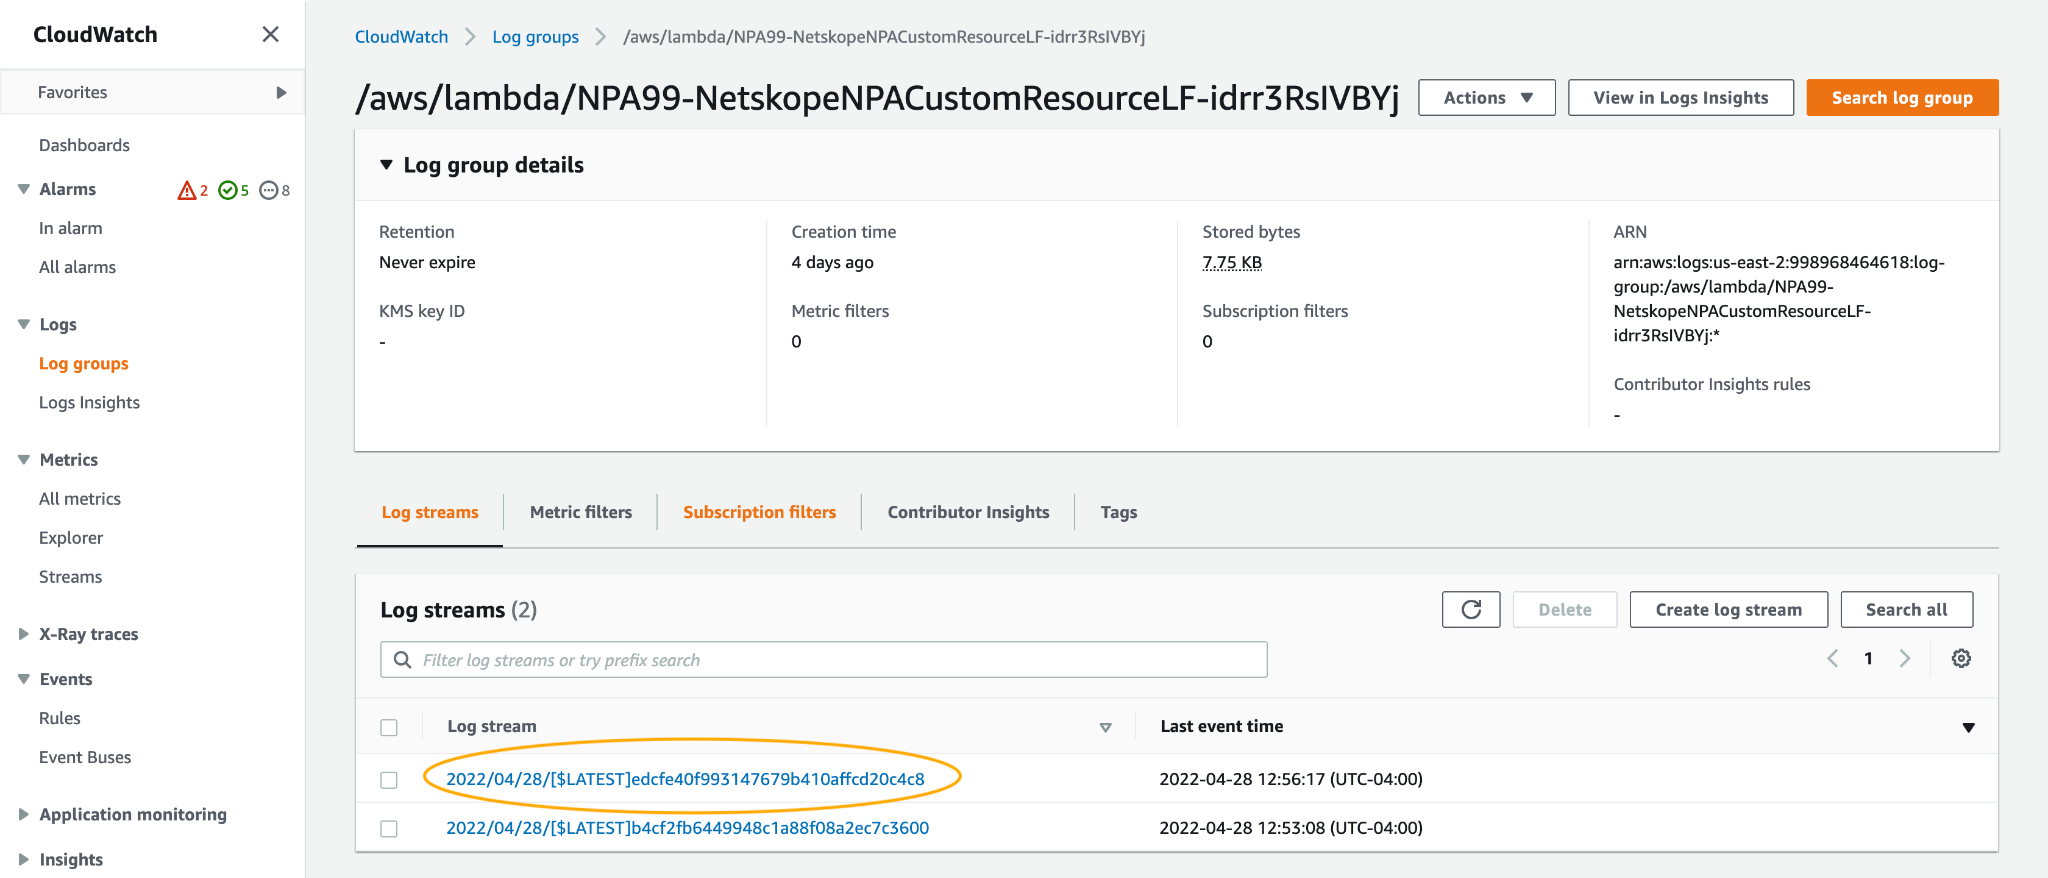 CloudWatch
Favorites
Dashboards
Alarms 2 5 8
In alarm
All alarms
Logs
Log groups
Logs Insights
Metrics
All metrics
Explorer
Streams
X-Ray traces
Events
Rules
Event Buses
Application monitoring
Insights
CloudWatch Log groups /aws/lambda/NPA99-NetskopeNPACustomResourceLF-idrr3RsIVBYj
/aws/lambda/NPA99-NetskopeNPACustomResourceLF-idrr3RsIVBYj
Actions View in Logs Insights Search log group
Log group details
Retention
Never expire
KMS key ID
-
Creation time
4 days ago
Metric filters
0
Stored bytes
7.75 KB
Subscription filters
0
ARN
arn:aws:logs:us-east-2:998968464618:log-
group:/aws/lambda/NPA99-
NetskopeNPACustomResourceLF-
idrr3RsIVBYj:*
Contributor Insights rules
-
Log streams Metric filters Subscription filters Contributor Insights Tags
Log streams (2)
Delete Create log stream Search all
Filter log streams or try prefix search
1
Log stream Last event time
2022/04/28/[$LATEST]edcfe40f993147679b410affcd20c4c8 2022-04-28 12:56:17 (UTC-04:00)
2022/04/28/[$LATEST]b4cf2fb6449948c1a88f08a2ec7c3600 2022-04-28 12:53:08 (UTC-04:00)